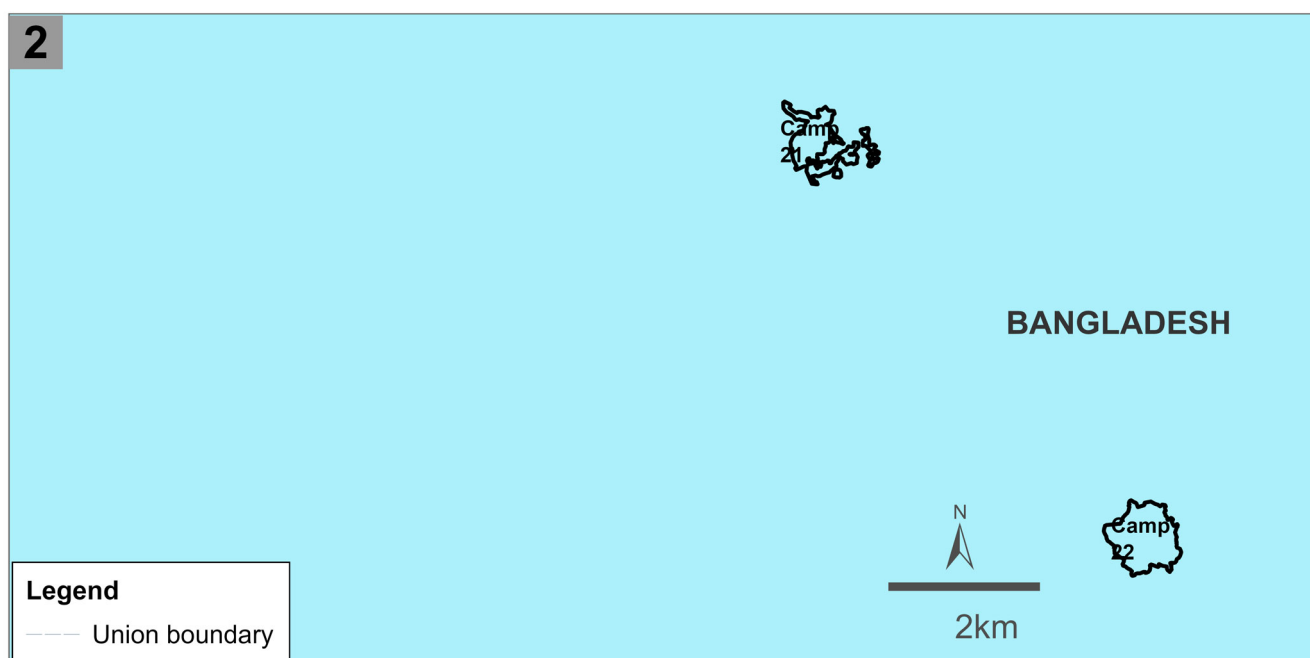 2
Camp
21
BANGLADESH
N
Camp
22
2km
Legend
Union boundary